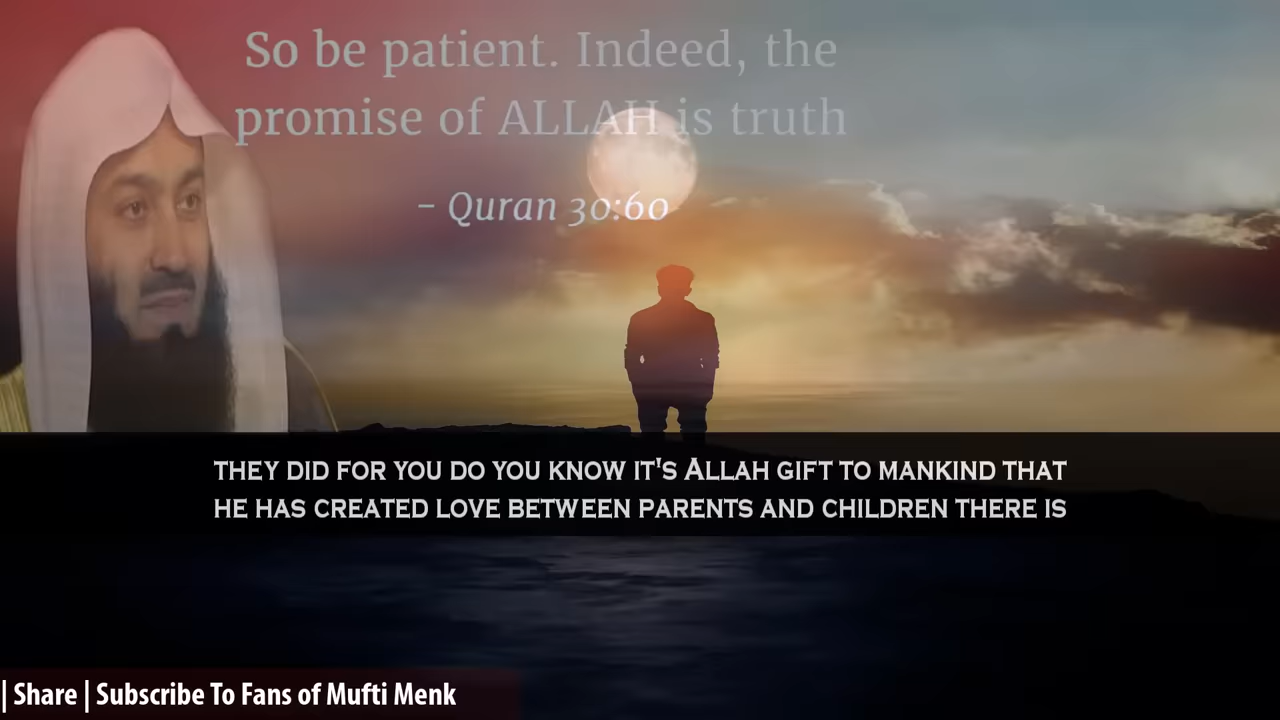 So be patient. Indeed, the
promise of ALLAH is truth
– Quran 30:60
THEY DID FOR YOU DO YOU KNOW IT'S ALLAH GIFT TO MANKIND THAT
HE HAS CREATED LOVE BETWEEN PARENTS AND CHILDREN THERE IS
| Share | Subscribe To Fans of Mufti Menk